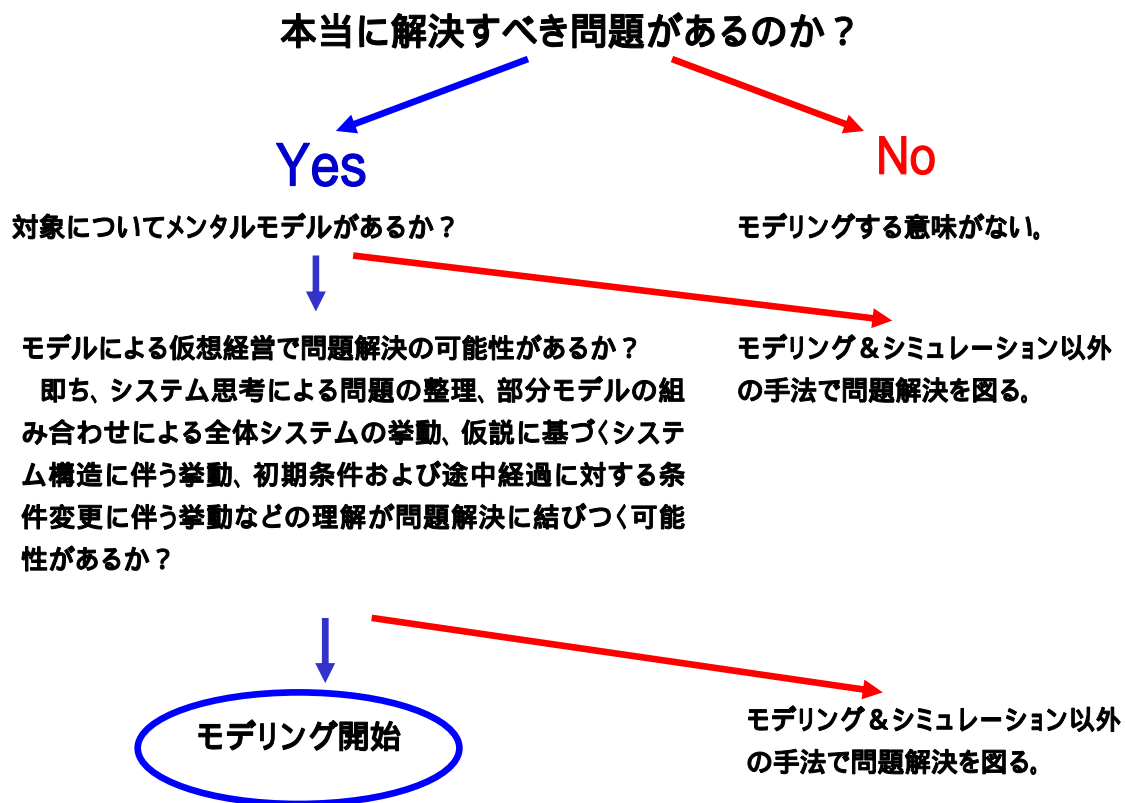 本当に解決すべき問題があるのか？
Yes
No
対象についてメンタルモデルがあるか？
モデリングする意味がない。
モデルによる仮想経営で問題解決の可能性があるか？
即ち、システム思考による問題の整理、部分モデルの組
み合わせによる全体システムの挙動、仮説に基づくシステ
ム構造に伴う挙動、初期条件および途中経過に対する条
件変更に伴う挙動などの理解が問題解決に結びつく可能
性があるか？
モデリング＆シミュレーション以外
の手法で問題解決を図る。
モデリング開始
モデリング＆シミュレーション以外
の手法で問題解決を図る。